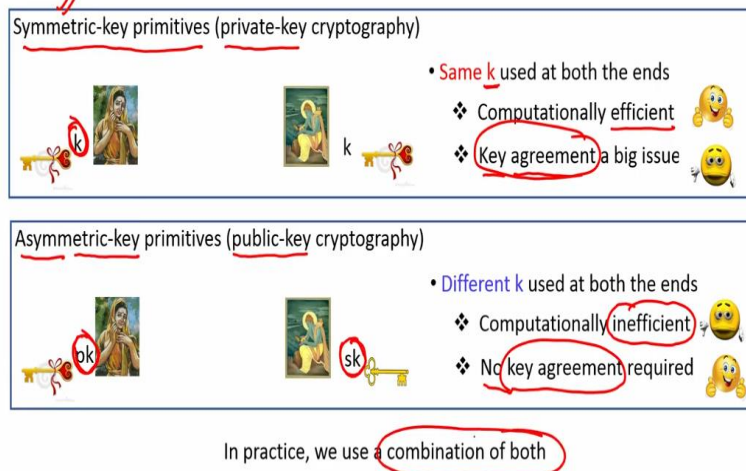 Symmetric-key primitives (private-key cryptography)
• Same k used at both the ends
❖ Computationally efficient
k
k
❖ Key agreement a big issue
Asymmetric-key primitives (public-key cryptography)
• Different k used at both the ends
❖ Computationally inefficient
pk
sk
❖ No key agreement required
In practice, we use a combination of both